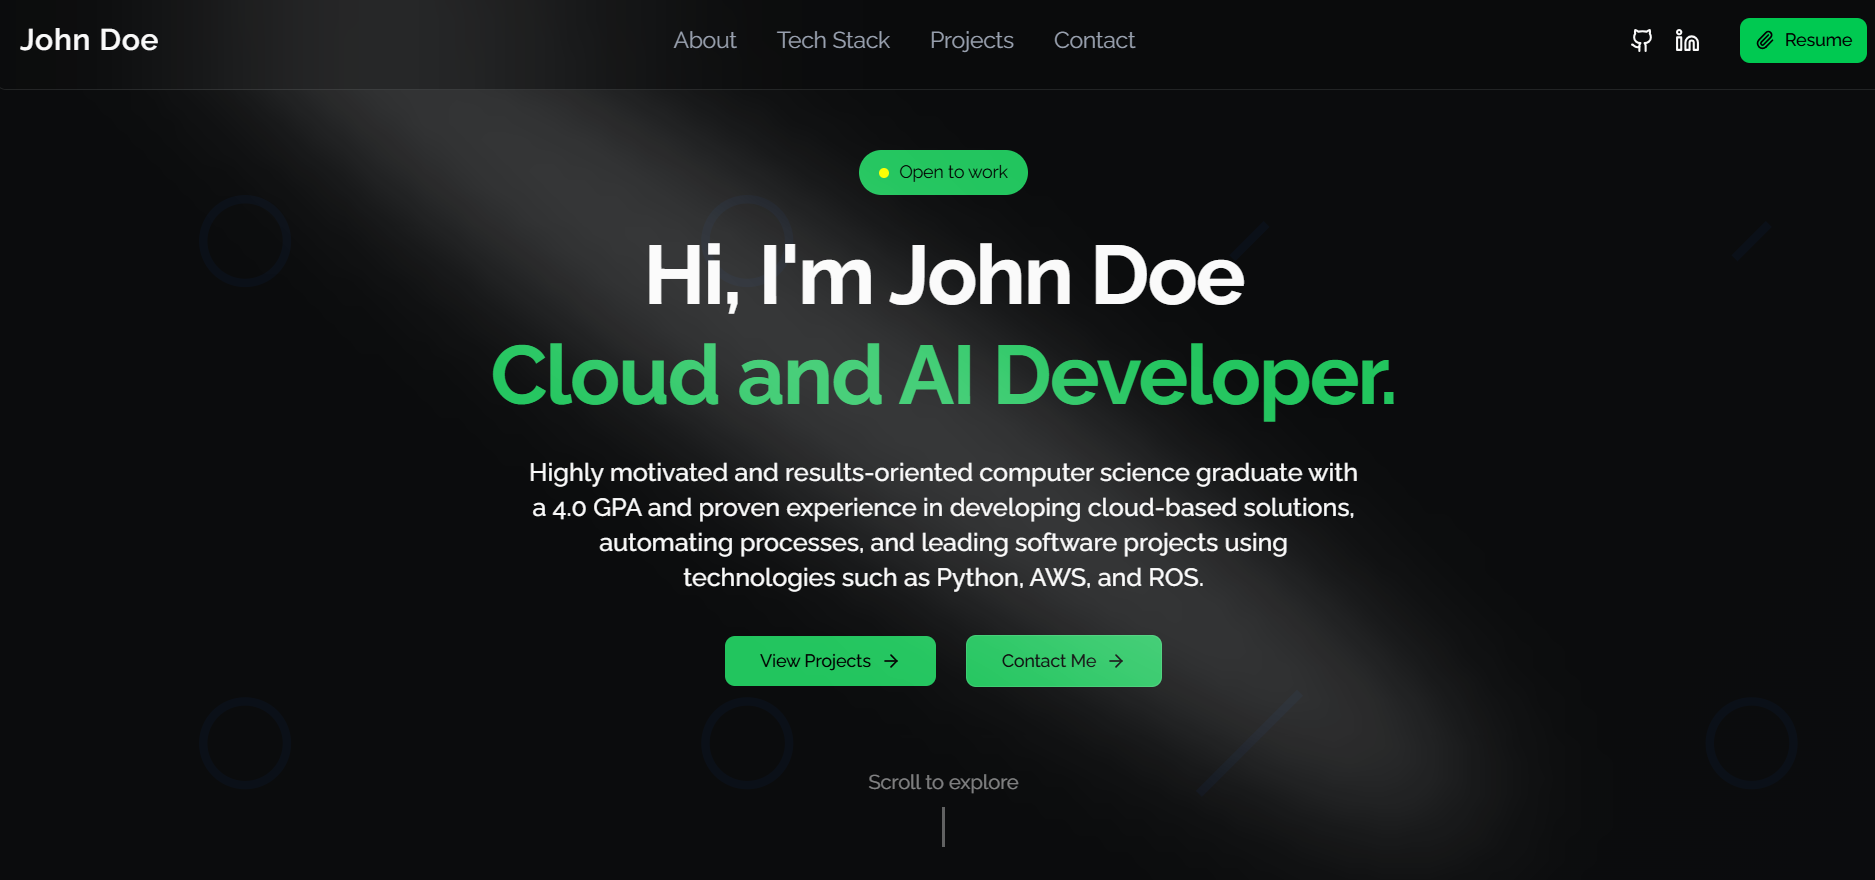 John Doe
About
Tech Stack
Projects
Contact
Resume
Open to work
Hi, I'm John Doe
Cloud and AI Developer.
Highly motivated and results-oriented computer science graduate with
a 4.0 GPA and proven experience in developing cloud-based solutions,
automating processes, and leading software projects using
technologies such as Python, AWS, and ROS.
View Projects →
Contact Me →
Scroll to explore